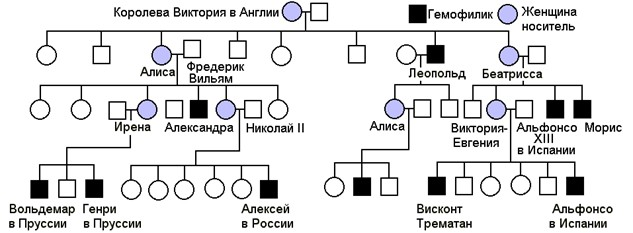 Королева Виктория в Англии
Гемофилик
Женщина
носитель
Алиса
Фредерик
Вильям
Леопольд
Беатрисса
Ирена
Александра
Николай II
Алиса
Виктория-
Евгения
Альфонсо
XIII
в Испании
Морис
Вольдемар
в Пруссии
Генри
в Пруссии
Алексей
в России
Висконт
Трематан
Альфонсо
в Испании